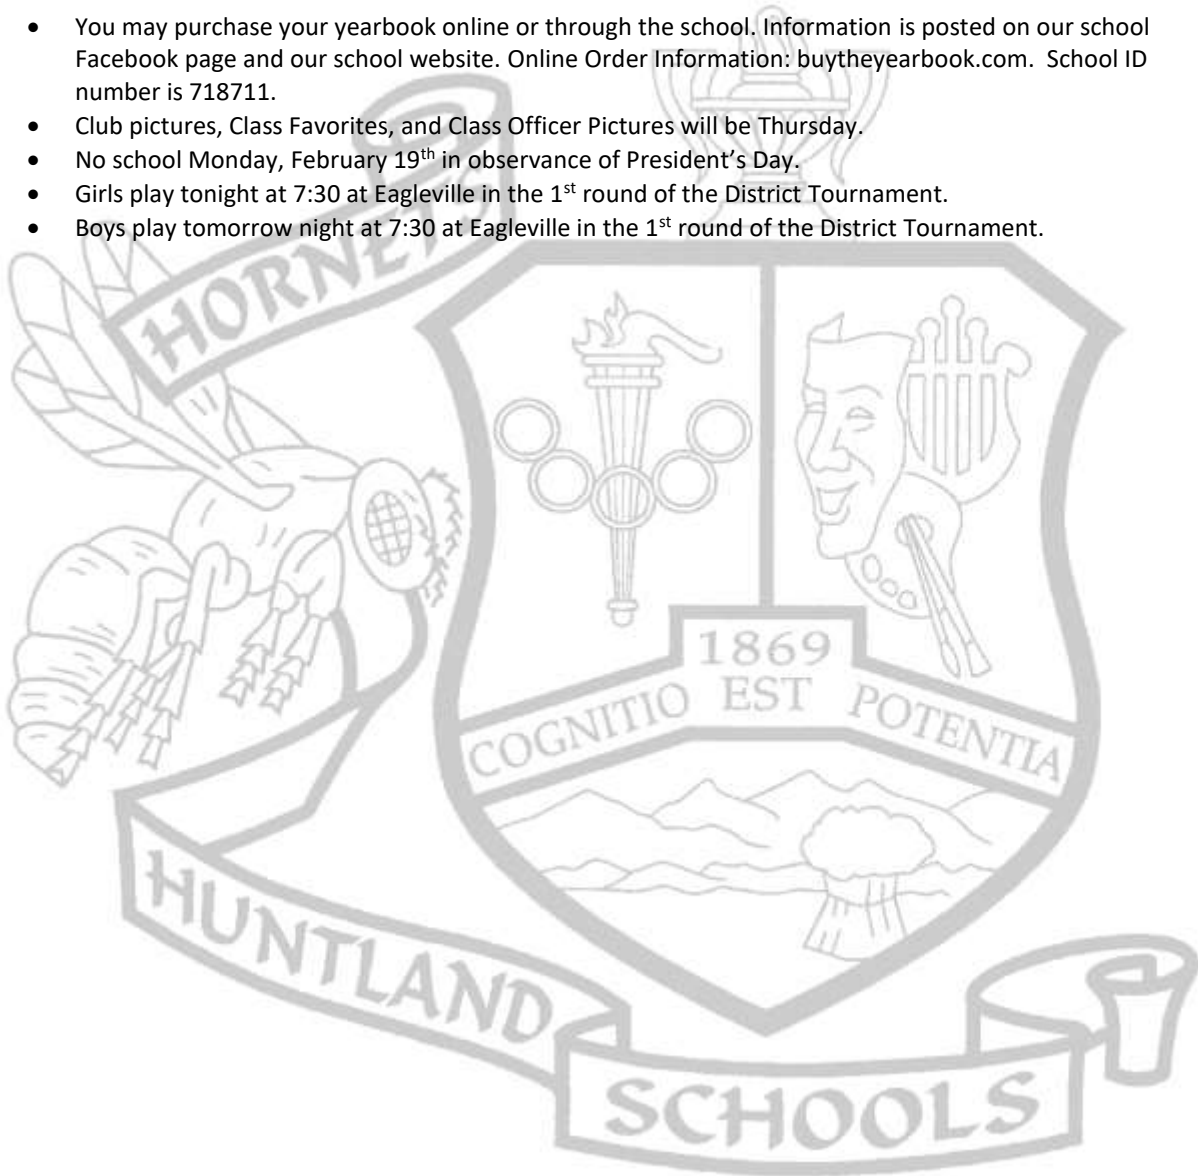 • You may purchase your yearbook online or through the school. Information is posted on our school
Facebook page and our school website. Online Order Information: buytheyearbook.com.  School ID
number is 718711.
• Club pictures, Class Favorites, and Class Officer Pictures will be Thursday.
• No school Monday, February 19th in observance of President’s Day.
• Girls play tonight at 7:30 at Eagleville in the 1st round of the District Tournament.
• Boys play tomorrow night at 7:30 at Eagleville in the 1st round of the District Tournament.
HORNETS
1869
COGNITIO EST POTENTIA
HUNTLAND
SCHOOLS